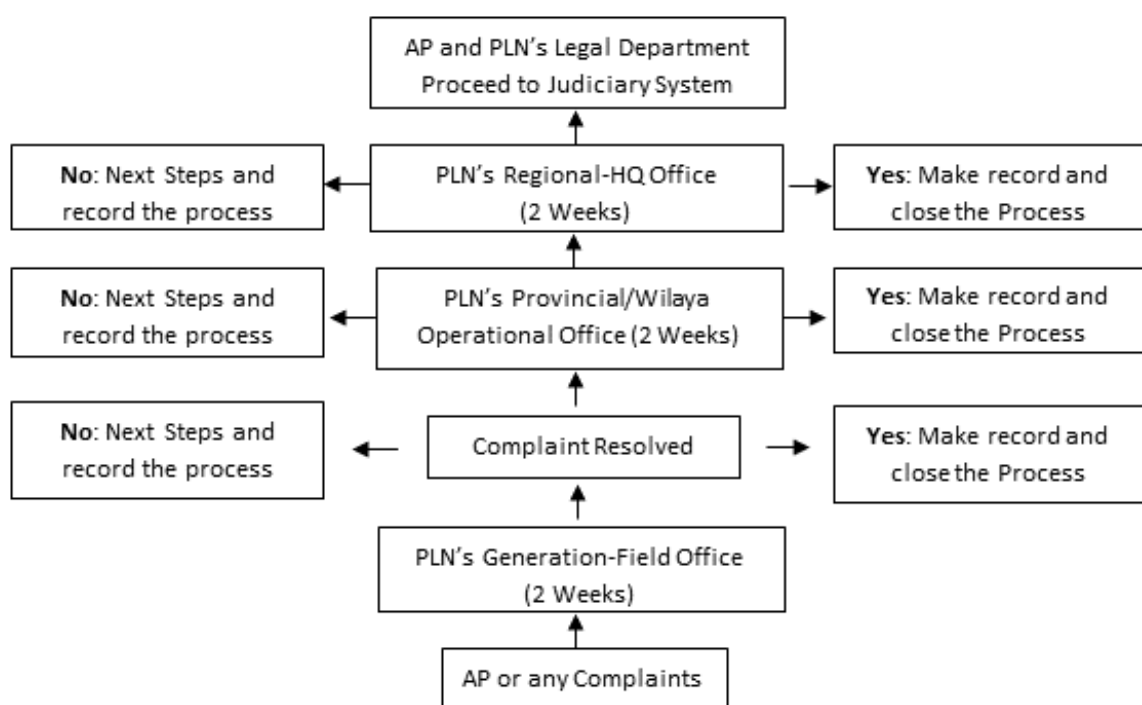 AP and PLN's Legal Department
Proceed to Judiciary System
No: Next Steps and
record the process
PLN's Regional-HQ Office
(2 Weeks)
Yes: Make record and
close the Process
No: Next Steps and
record the process
PLN's Provincial/Wilaya
Operational Office (2 Weeks)
Yes: Make record and
close the Process
No: Next Steps and
record the process
Complaint Resolved
Yes: Make record and
close the Process
PLN's Generation-Field Office
(2 Weeks)
AP or any Complaints